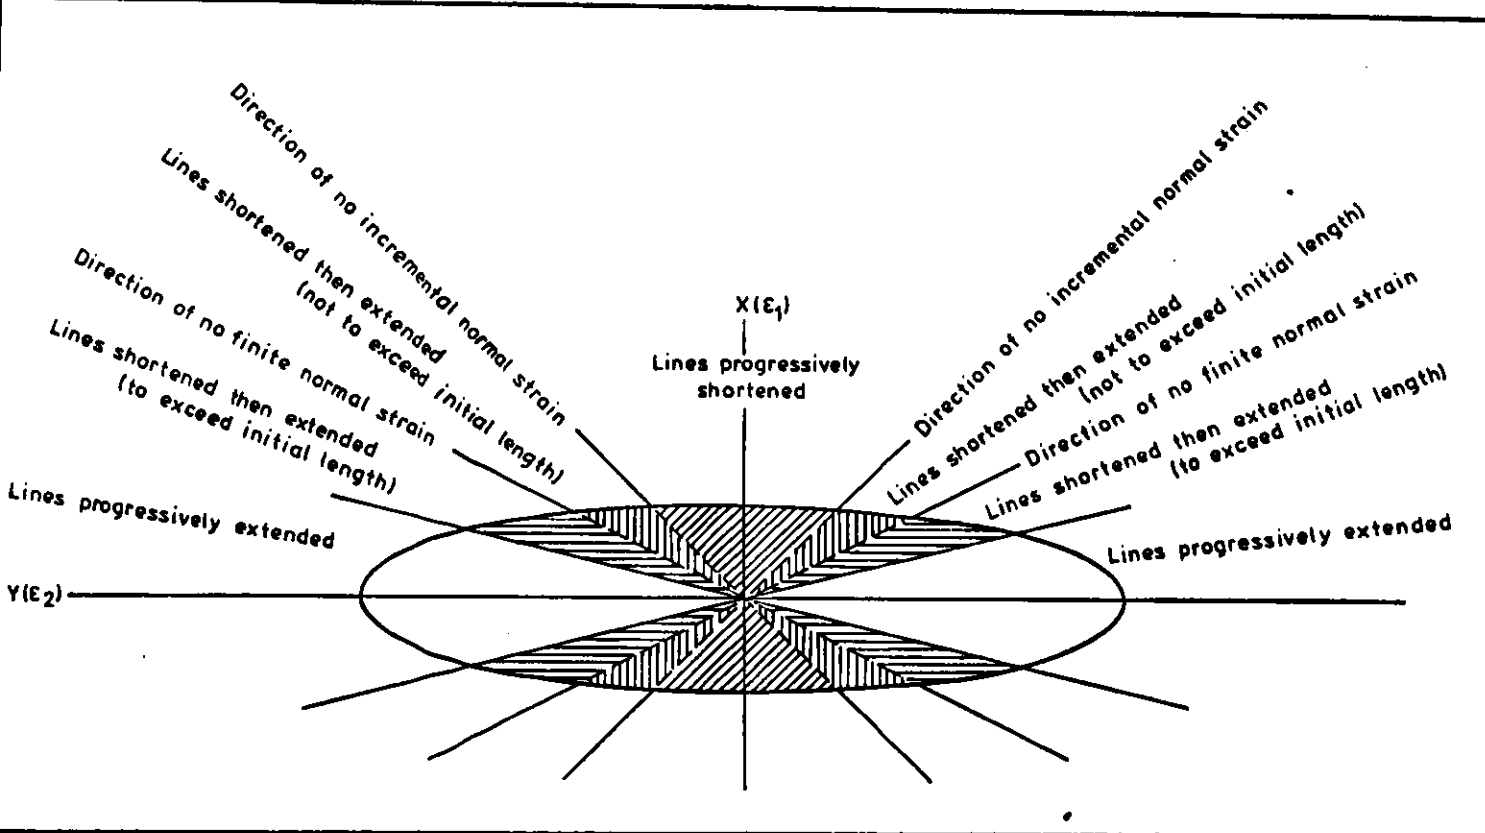 Direction of no incremental normal strain
Lines shortened then extended
(not to exceed initial length)
Direction of no finite normal strain
Lines shortened then extended
(to exceed initial length)
Lines progressively extended
Y(ε2)
X(ε1)
Lines progressively
shortened
Direction of no incremental normal strain
Lines shortened then extended
(not to exceed initial length)
Direction of no finite normal strain
Lines shortened then extended
(to exceed initial length)
Lines progressively extended